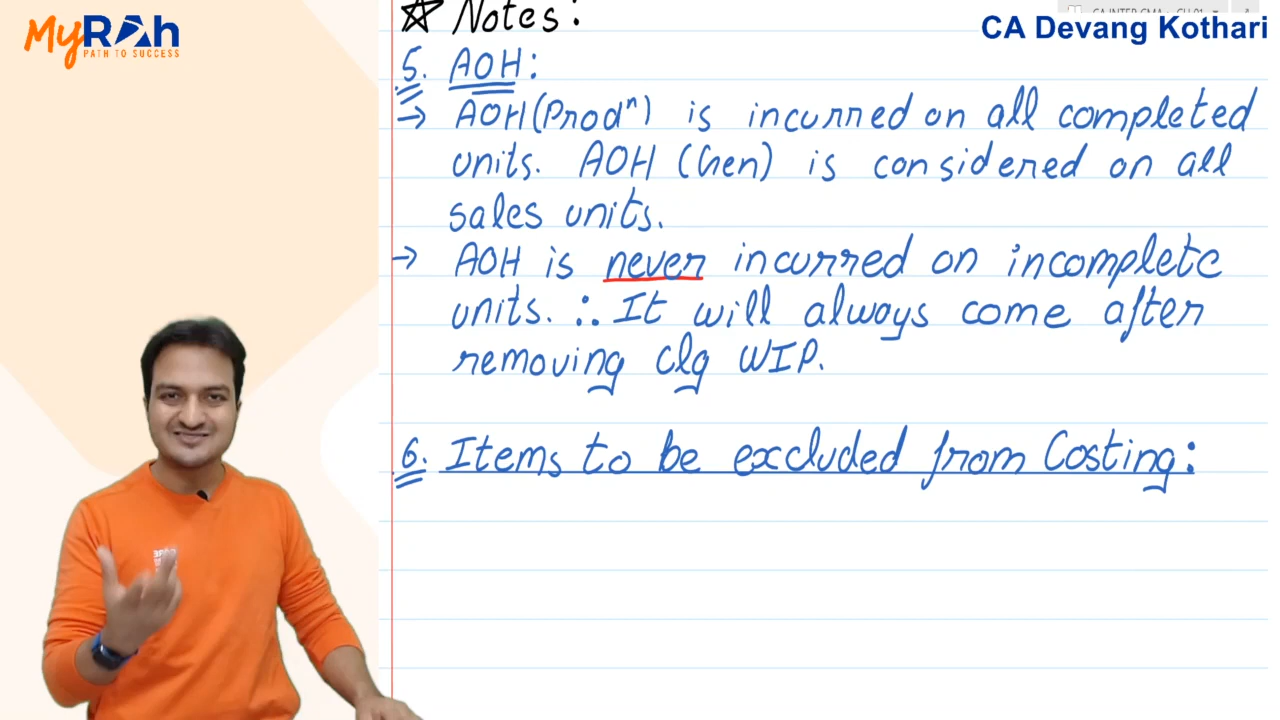 MyRAh
PATH TO SUCCESS
CA Devang Kothari
☆ Notes:
5. AOH:
→ AOH (Prodⁿ) is incurred on all completed
units. AOH (Gen) is considered on all
sales units.
→ AOH is never incurred on incomplete
units. ∴ It will always come after
removing clg WIP.
6. Items to be excluded from Costing: